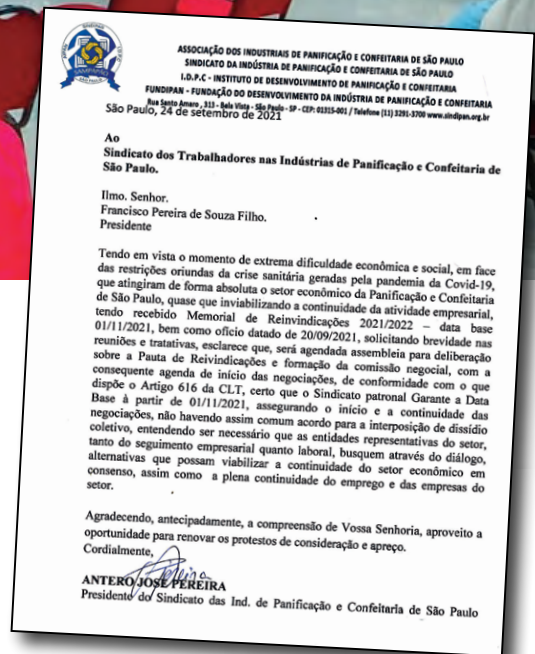 SAMPAPÃO
ASSOCIAÇÃO DOS INDUSTRIAIS DE PANIFICAÇÃO E CONFEITARIA DE SÃO PAULO
SINDICATO DA INDÚSTRIA DE PANIFICAÇÃO E CONFEITARIA DE SÃO PAULO
I.D.P.C - INSTITUTO DE DESENVOLVIMENTO DE PANIFICAÇÃO E CONFEITARIA
FUNDIPAN - FUNDAÇÃO DO DESENVOLVIMENTO DA INDÚSTRIA DE PANIFICAÇÃO E CONFEITARIA
Rua Santo Amaro, 313 - Bela Vista - São Paulo - SP - CEP: 01315-001 / Telefone (11) 3291-3700 www.sindipan.org.br
São Paulo, 24 de setembro de 2021
Ao
Sindicato dos Trabalhadores nas Indústrias de Panificação e Confeitaria de
São Paulo.
Ilmo. Senhor.
Francisco Pereira de Souza Filho.
Presidente
Tendo em vista o momento de extrema dificuldade econômica e social, em face
das restrições oriundas da crise sanitária geradas pela pandemia da Covid-19,
que atingiram de forma absoluta o setor econômico da Panificação e Confeitaria
de São Paulo, quase que inviabilizando a continuidade da atividade empresarial,
tendo recebido Memorial de Reinvindicações 2021/2022 – data base
01/11/2021, bem como ofício datado de 20/09/2021, solicitando brevidade nas
reuniões e tratativas, esclarece que, será agendada assembleia para deliberação
sobre a Pauta de Reivindicações e formação da comissão negocial, com a
consequente agenda de início das negociações, de conformidade com o que
dispõe o Artigo 616 da CLT, certo que o Sindicato patronal Garante a Data
Base à partir de 01/11/2021, assegurando o início e a continuidade das
negociações, não havendo assim comum acordo para a interposição de dissídio
coletivo, entendendo ser necessário que as entidades representativas do setor,
tanto do seguimento empresarial quanto laboral, busquem através do diálogo,
alternativas que possam viabilizar a continuidade do setor econômico em
consenso, assim como a plena continuidade do emprego e das empresas do
setor.
Agradecendo, antecipadamente, a compreensão de Vossa Senhoria, aproveito a
oportunidade para renovar os protestos de consideração e apreço.
Cordialmente,
ANTERO JOSÉ PEREIRA
Presidente do Sindicato das Ind. de Panificação e Confeitaria de São Paulo